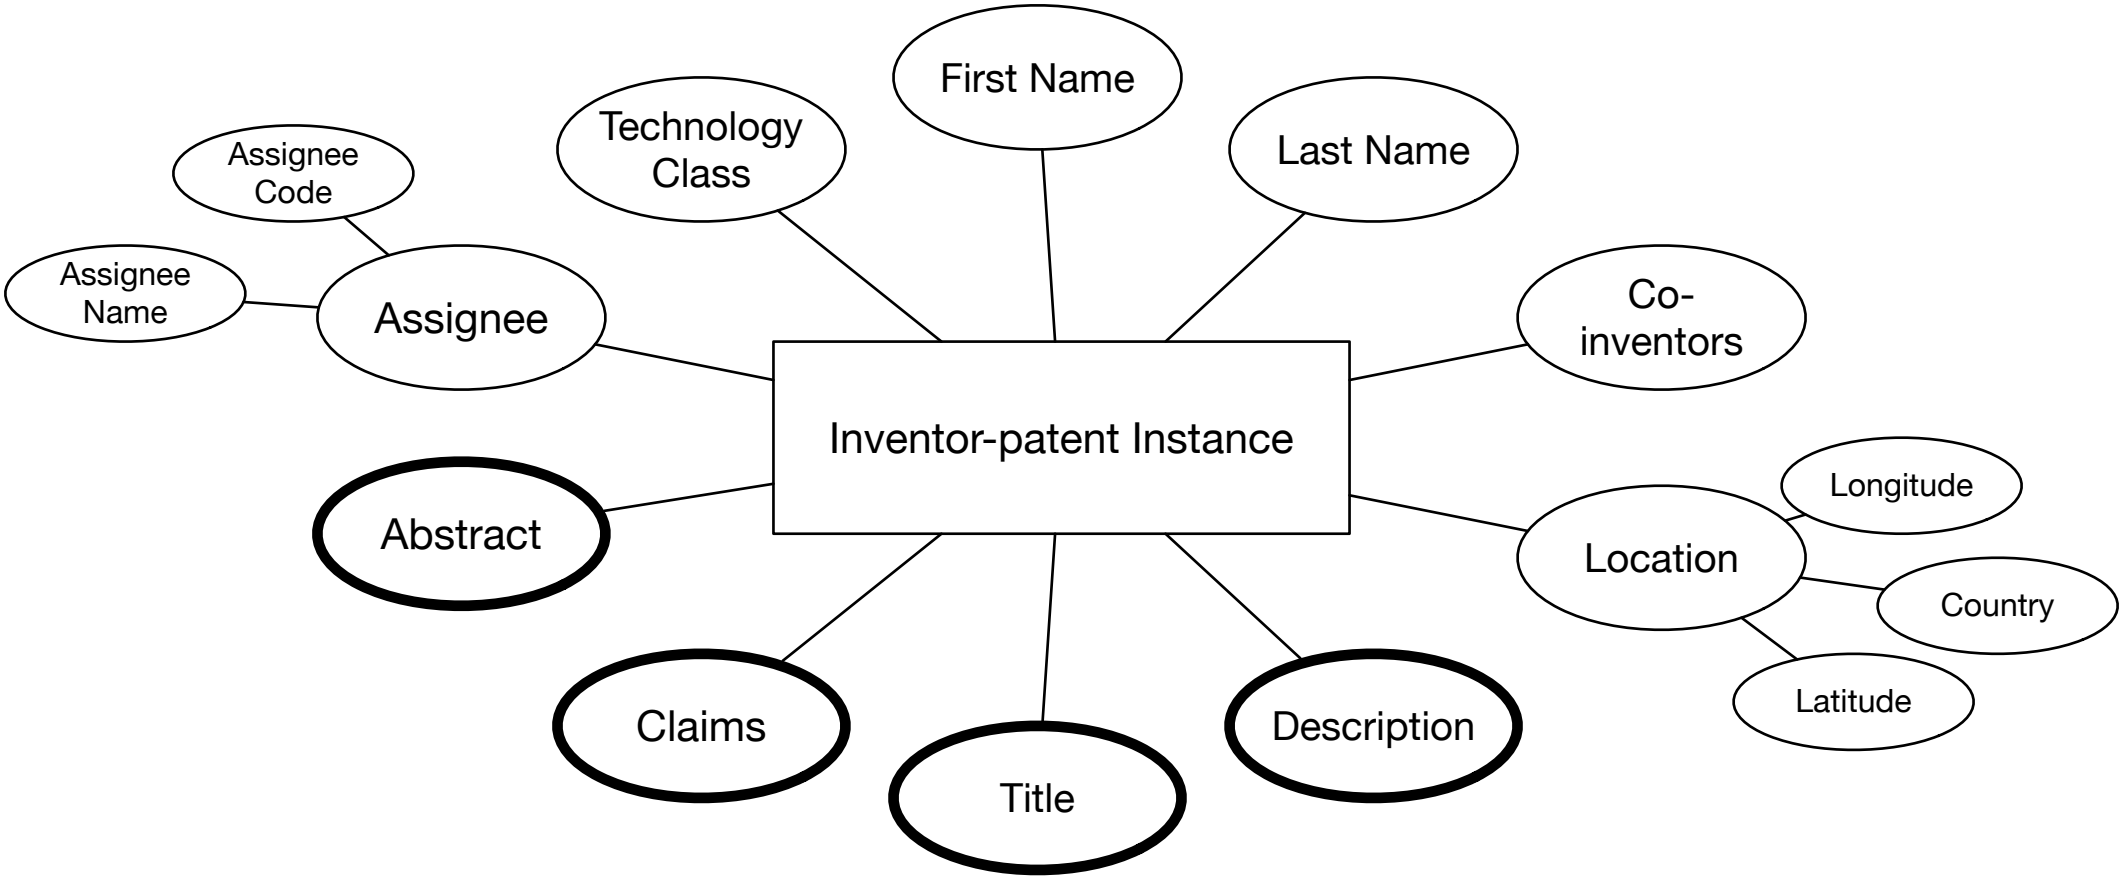 First Name
Technology
Class
Last Name
Assignee
Code
Assignee
Name
Assignee
Co-
inventors
Inventor-patent Instance
Abstract
Longitude
Location
Country
Latitude
Claims
Title
Description